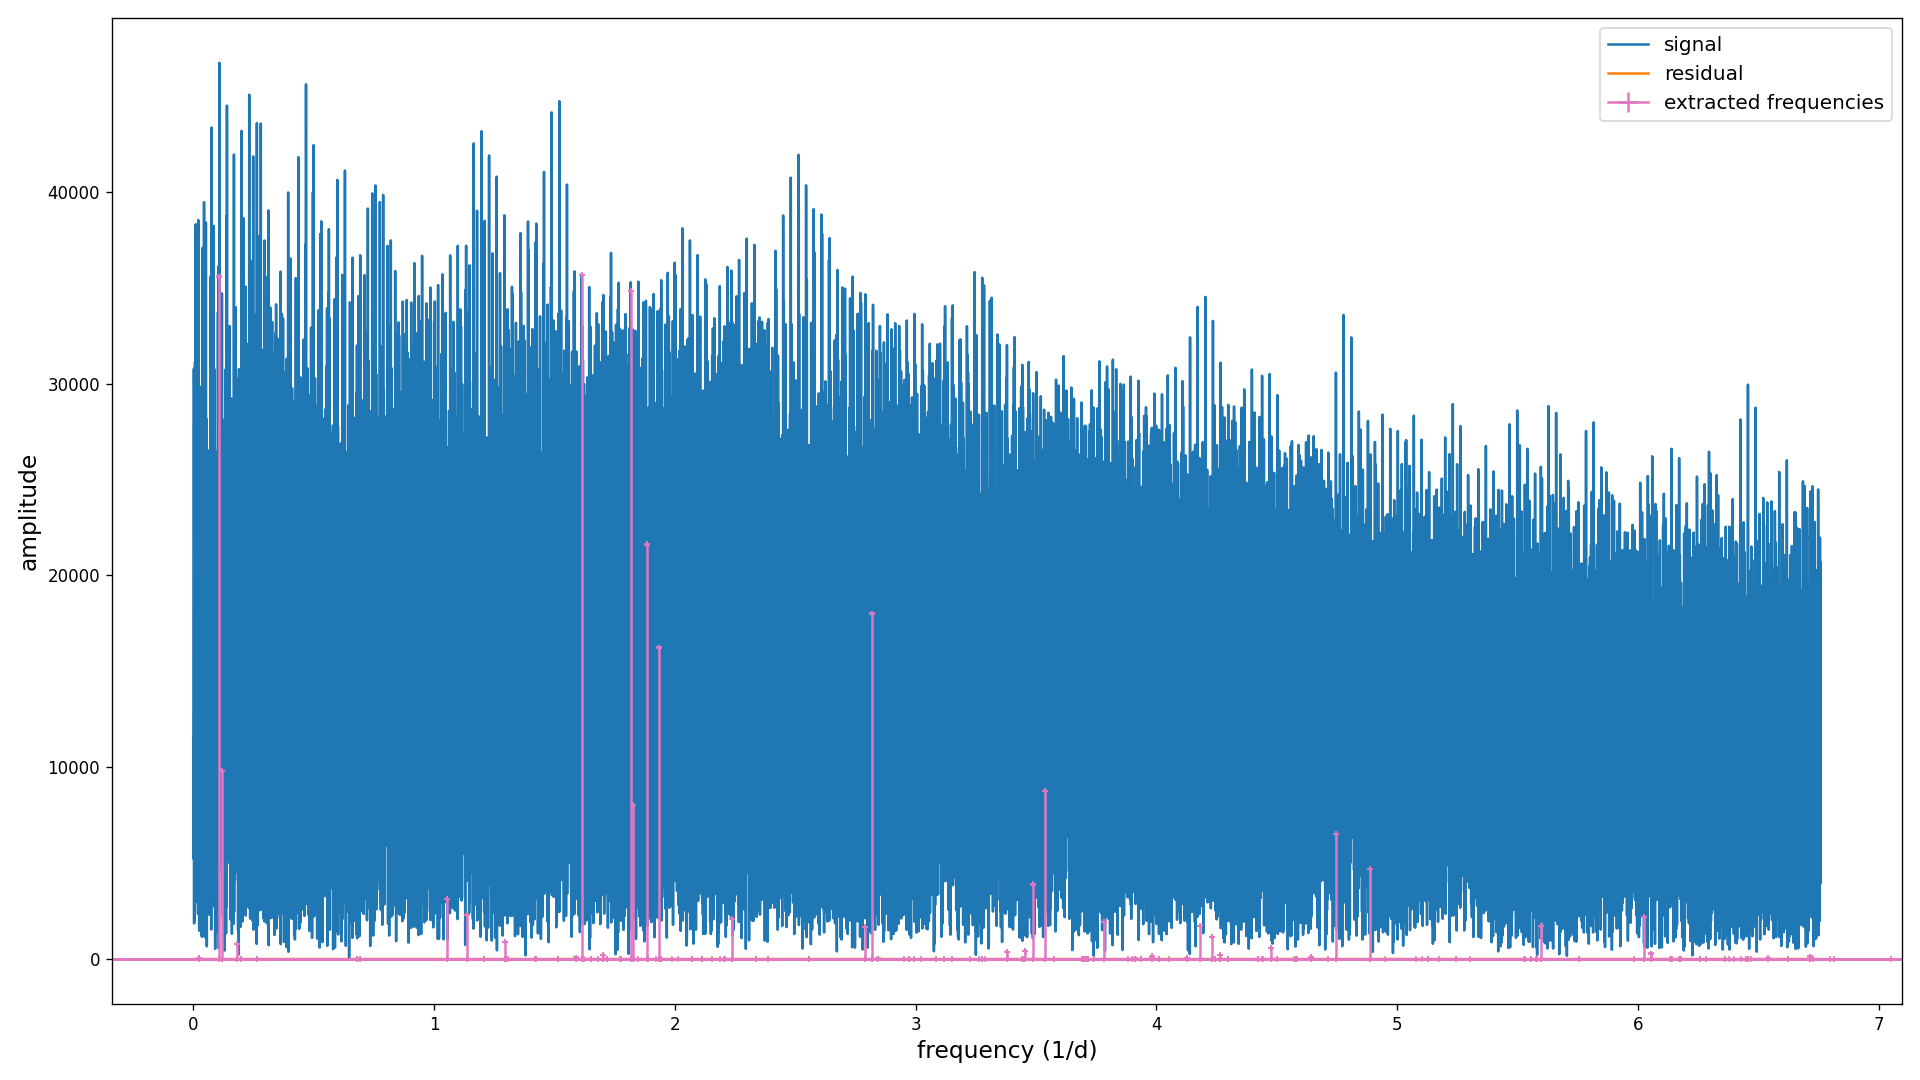 signal
residual
extracted frequencies
amplitude
40000
30000
20000
10000
0
0 1 2 3 4 5 6 7
frequency (1/d)